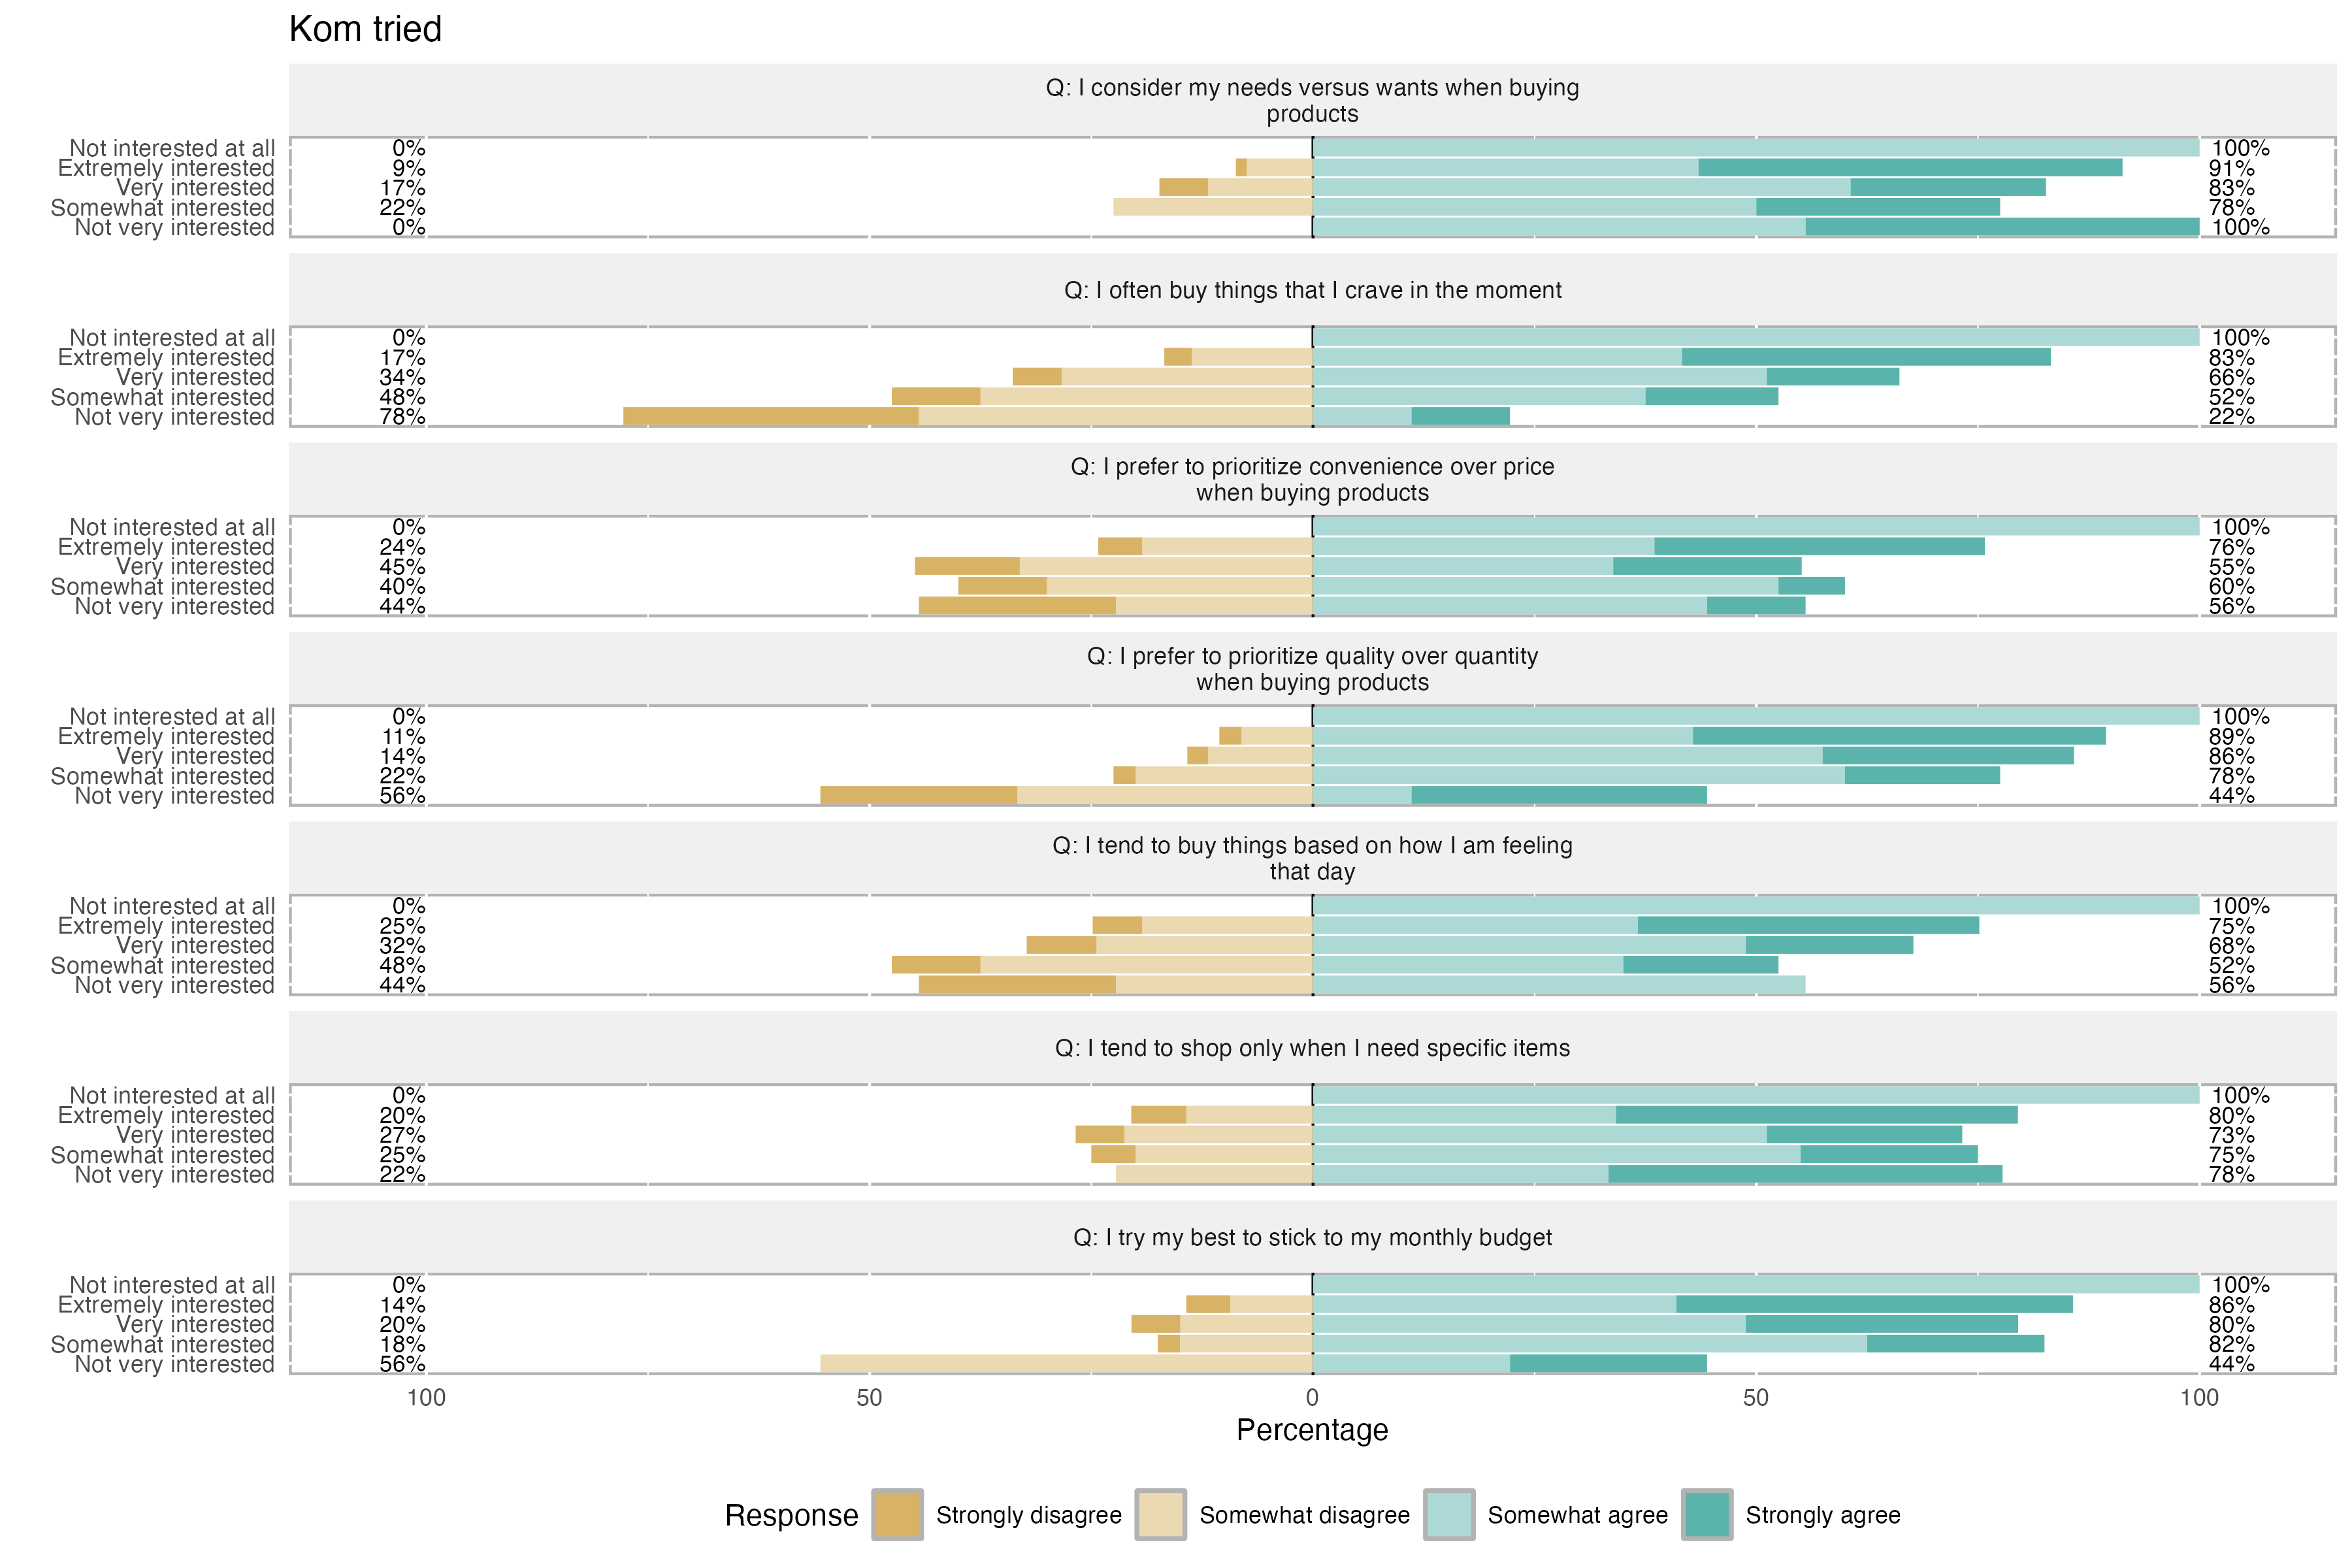 Kom tried
Q: I consider my needs versus wants when buying
products
Not interested at all 0% 100%
Extremely interested 9% 91%
Very interested 17% 83%
Somewhat interested 22% 78%
Not very interested 0% 100%
Q: I often buy things that I crave in the moment
Not interested at all 0% 100%
Extremely interested 17% 83%
Very interested 34% 66%
Somewhat interested 48% 52%
Not very interested 78% 22%
Q: I prefer to prioritize convenience over price
when buying products
Not interested at all 0% 100%
Extremely interested 24% 76%
Very interested 45% 55%
Somewhat interested 40% 60%
Not very interested 44% 56%
Q: I prefer to prioritize quality over quantity
when buying products
Not interested at all 0% 100%
Extremely interested 11% 89%
Very interested 14% 86%
Somewhat interested 22% 78%
Not very interested 56% 44%
Q: I tend to buy things based on how I am feeling
that day
Not interested at all 0% 100%
Extremely interested 25% 75%
Very interested 32% 68%
Somewhat interested 48% 52%
Not very interested 44% 56%
Q: I tend to shop only when I need specific items
Not interested at all 0% 100%
Extremely interested 20% 80%
Very interested 27% 73%
Somewhat interested 25% 75%
Not very interested 22% 78%
Q: I try my best to stick to my monthly budget
Not interested at all 0% 100%
Extremely interested 14% 86%
Very interested 20% 80%
Somewhat interested 18% 82%
Not very interested 56% 44%
100 50 0 50 100
Percentage
Response Strongly disagree Somewhat disagree Somewhat agree Strongly agree